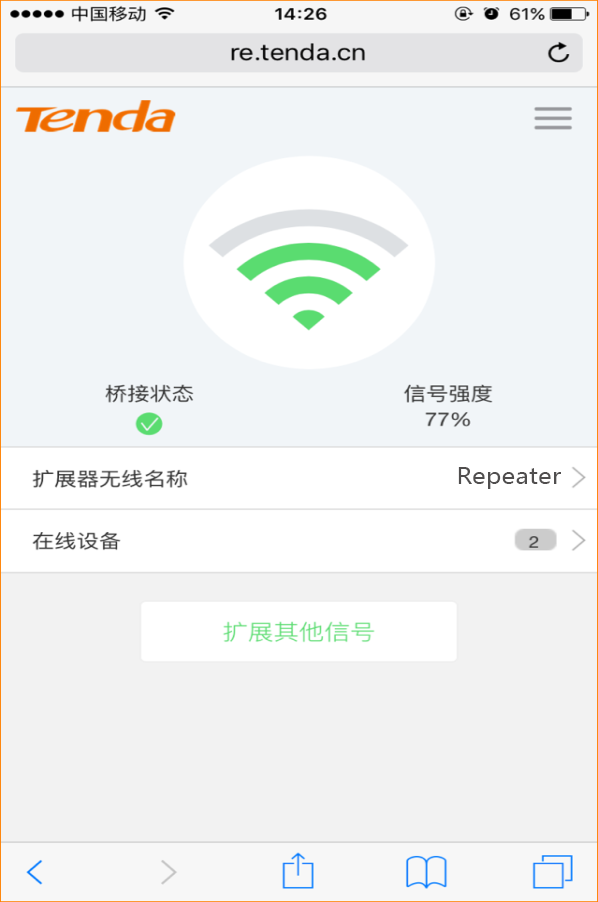 中国移动 14:26 61%
re.tenda.cn
Tenda
桥接状态 信号强度
77%
扩展器无线名称 Repeater
在线设备 2
扩展其他信号